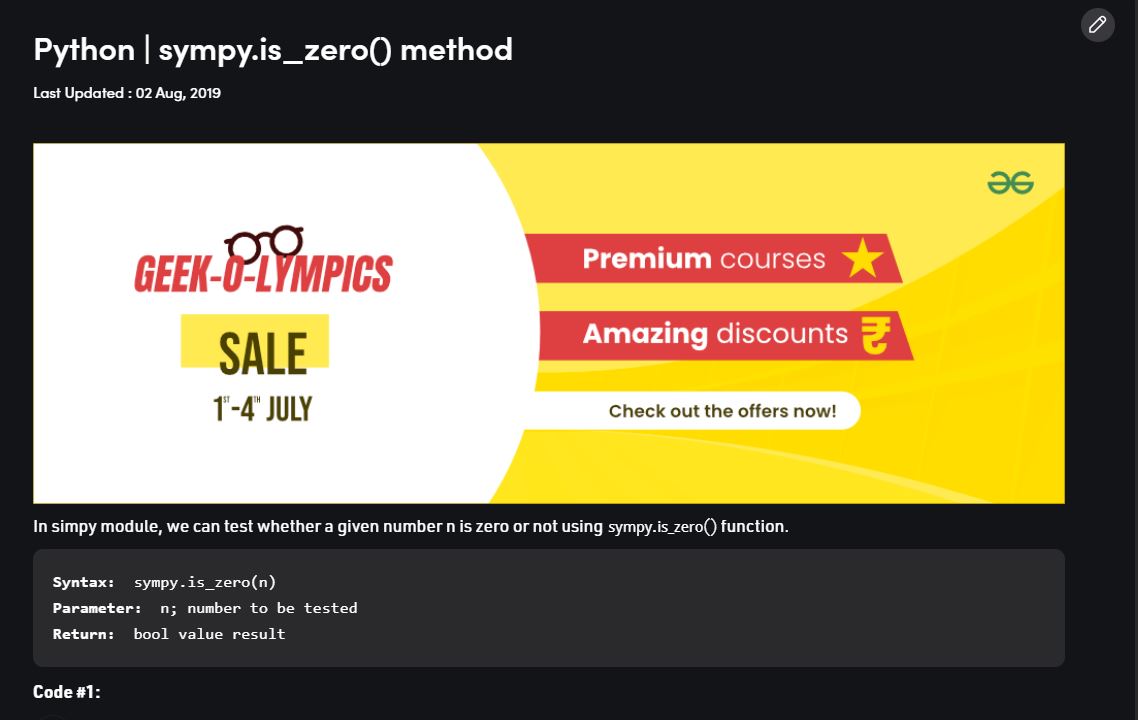 Python | sympy.is_zero() method
Last Updated : 02 Aug, 2019
GEEK-O-LYMPICS
SALE
1ST-4TH JULY
Premium courses
Amazing discounts
Check out the offers now!
In simpy module, we can test whether a given number n is zero or not using sympy.is_zero() function.
Syntax: sympy.is_zero(n)
Parameter: n; number to be tested
Return: bool value result
Code #1: